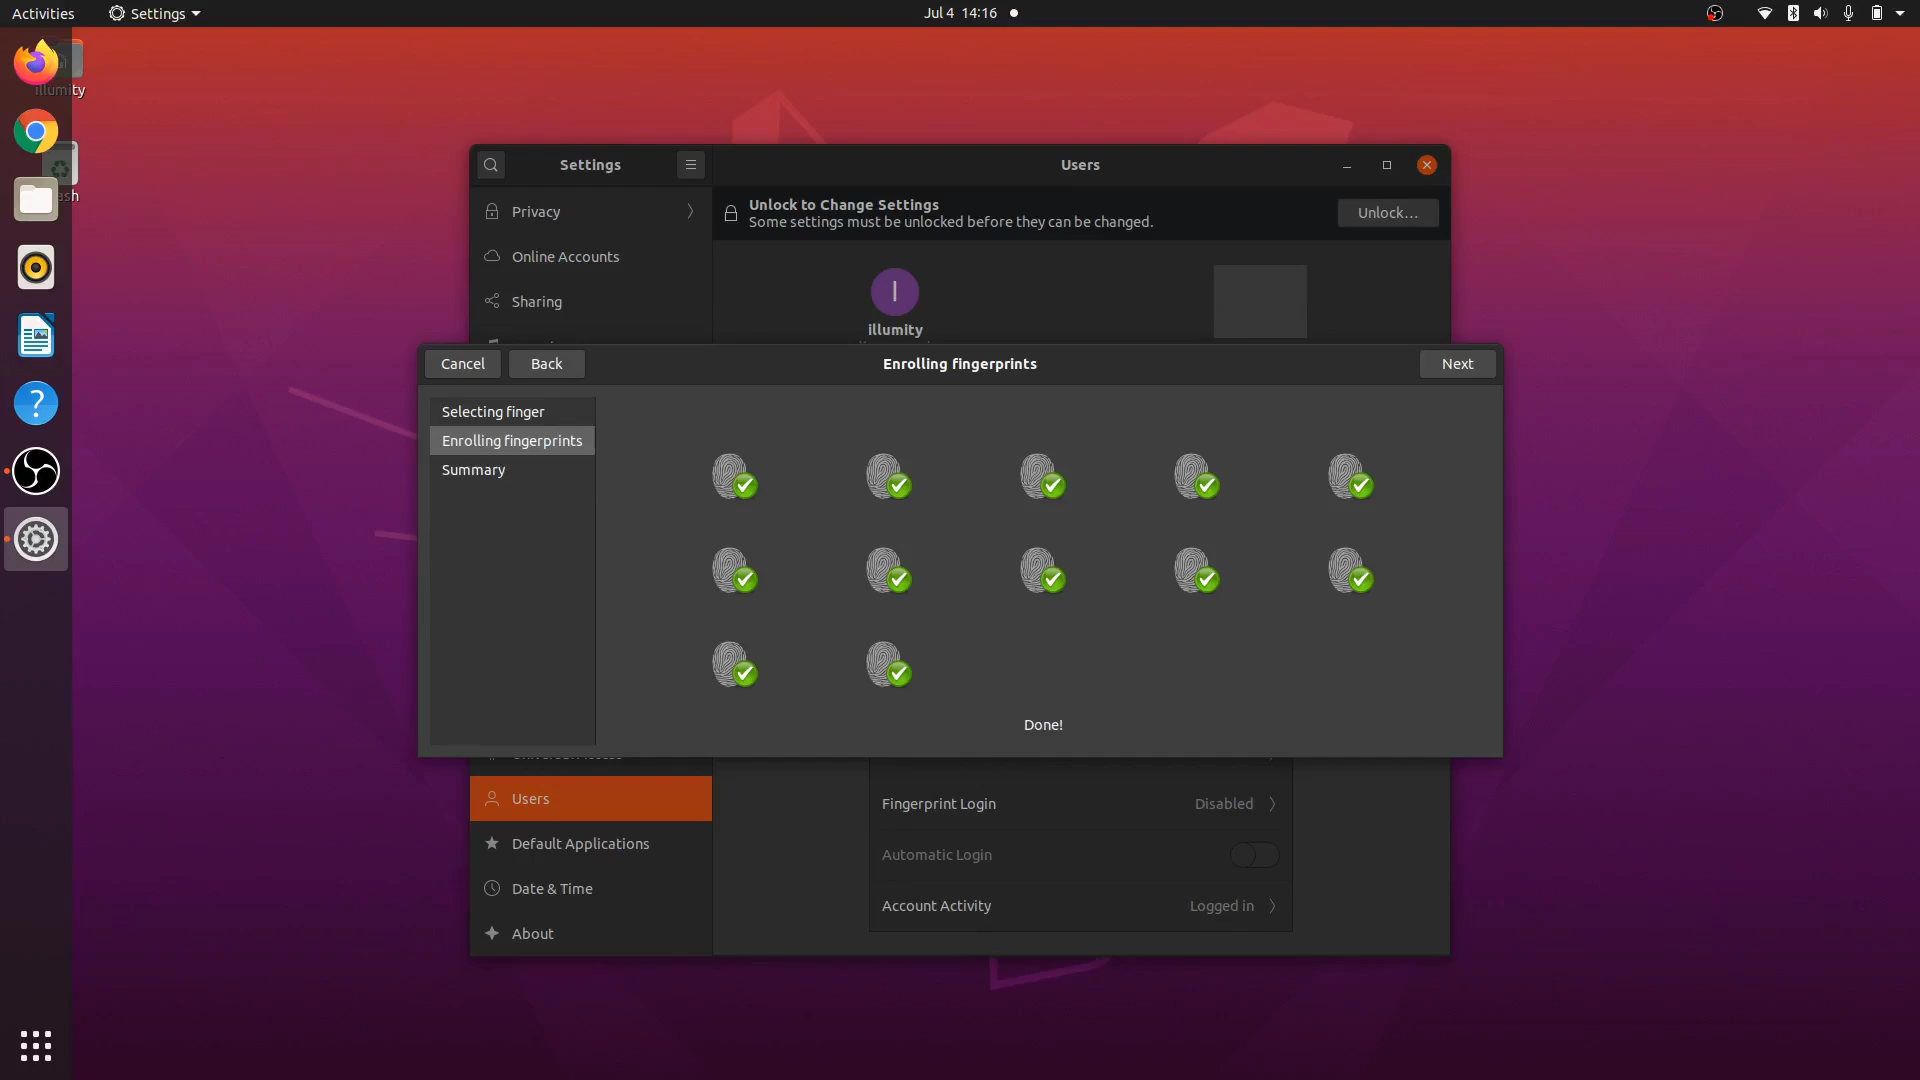 Activities
Settings
Jul 4 14:16
illumity
Settings
Users
Privacy
Unlock to Change Settings
Some settings must be unlocked before they can be changed.
Unlock…
Online Accounts
Sharing
I
illumity
Cancel
Back
Enrolling fingerprints
Next
Selecting finger
Enrolling fingerprints
Summary
Done!
Users
Fingerprint Login
Disabled
Default Applications
Automatic Login
Date & Time
Account Activity
Logged in
About